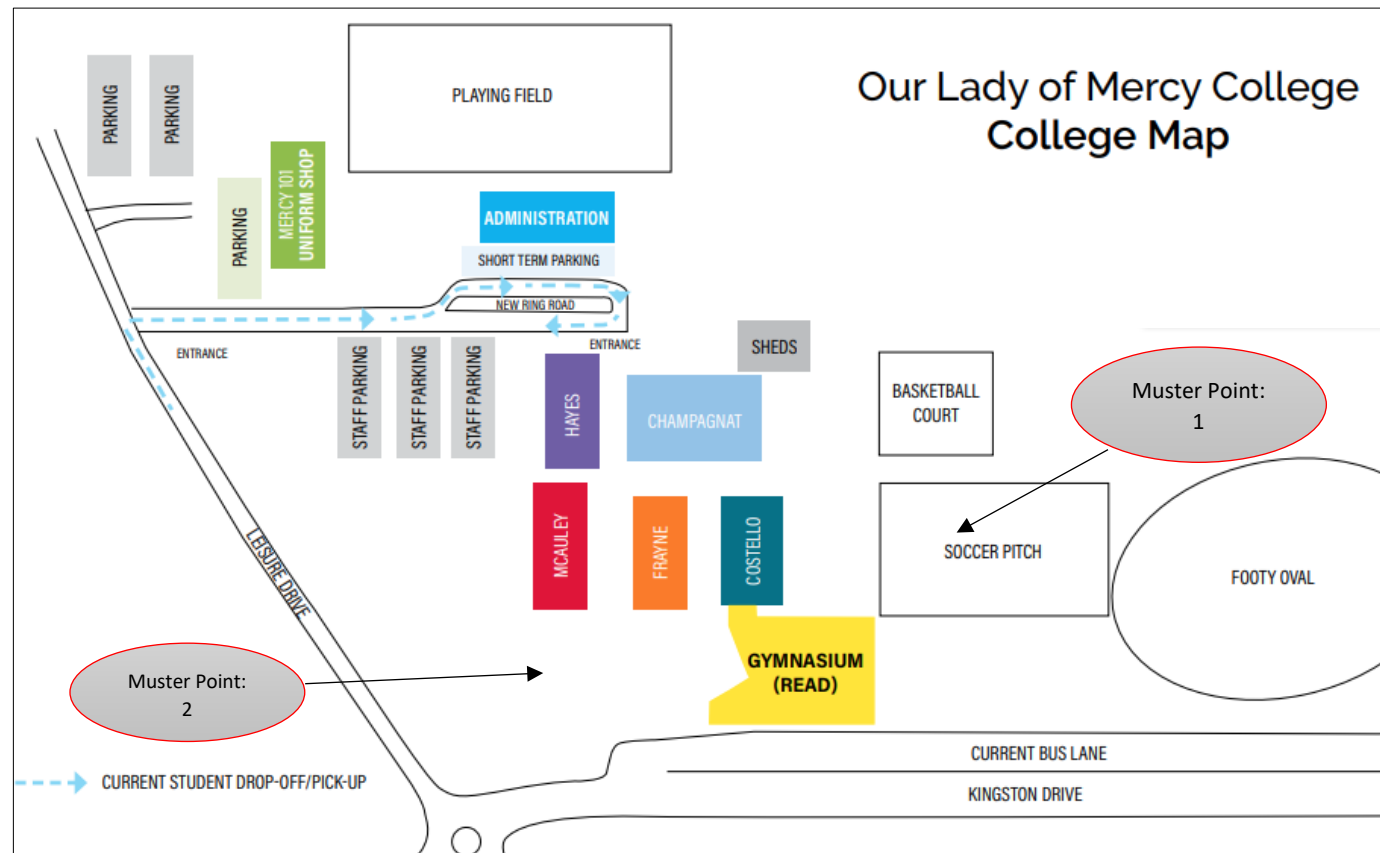 Our Lady of Mercy College
College Map
PARKING
PARKING
PLAYING FIELD
PARKING
MERCY 101
UNIFORM SHOP
ADMINISTRATION
SHORT TERM PARKING
NEW RING ROAD
ENTRANCE
ENTRANCE
STAFF PARKING
STAFF PARKING
STAFF PARKING
HAYES
CHAMPAGNAT
SHEDS
BASKETBALL
COURT
Muster Point:
1
MCAULEY
FRAYNE
COSTELLO
SOCCER PITCH
FOOTY OVAL
LEISURE DRIVE
GYMNASIUM
(READ)
Muster Point:
2
CURRENT BUS LANE
KINGSTON DRIVE
CURRENT STUDENT DROP-OFF/PICK-UP